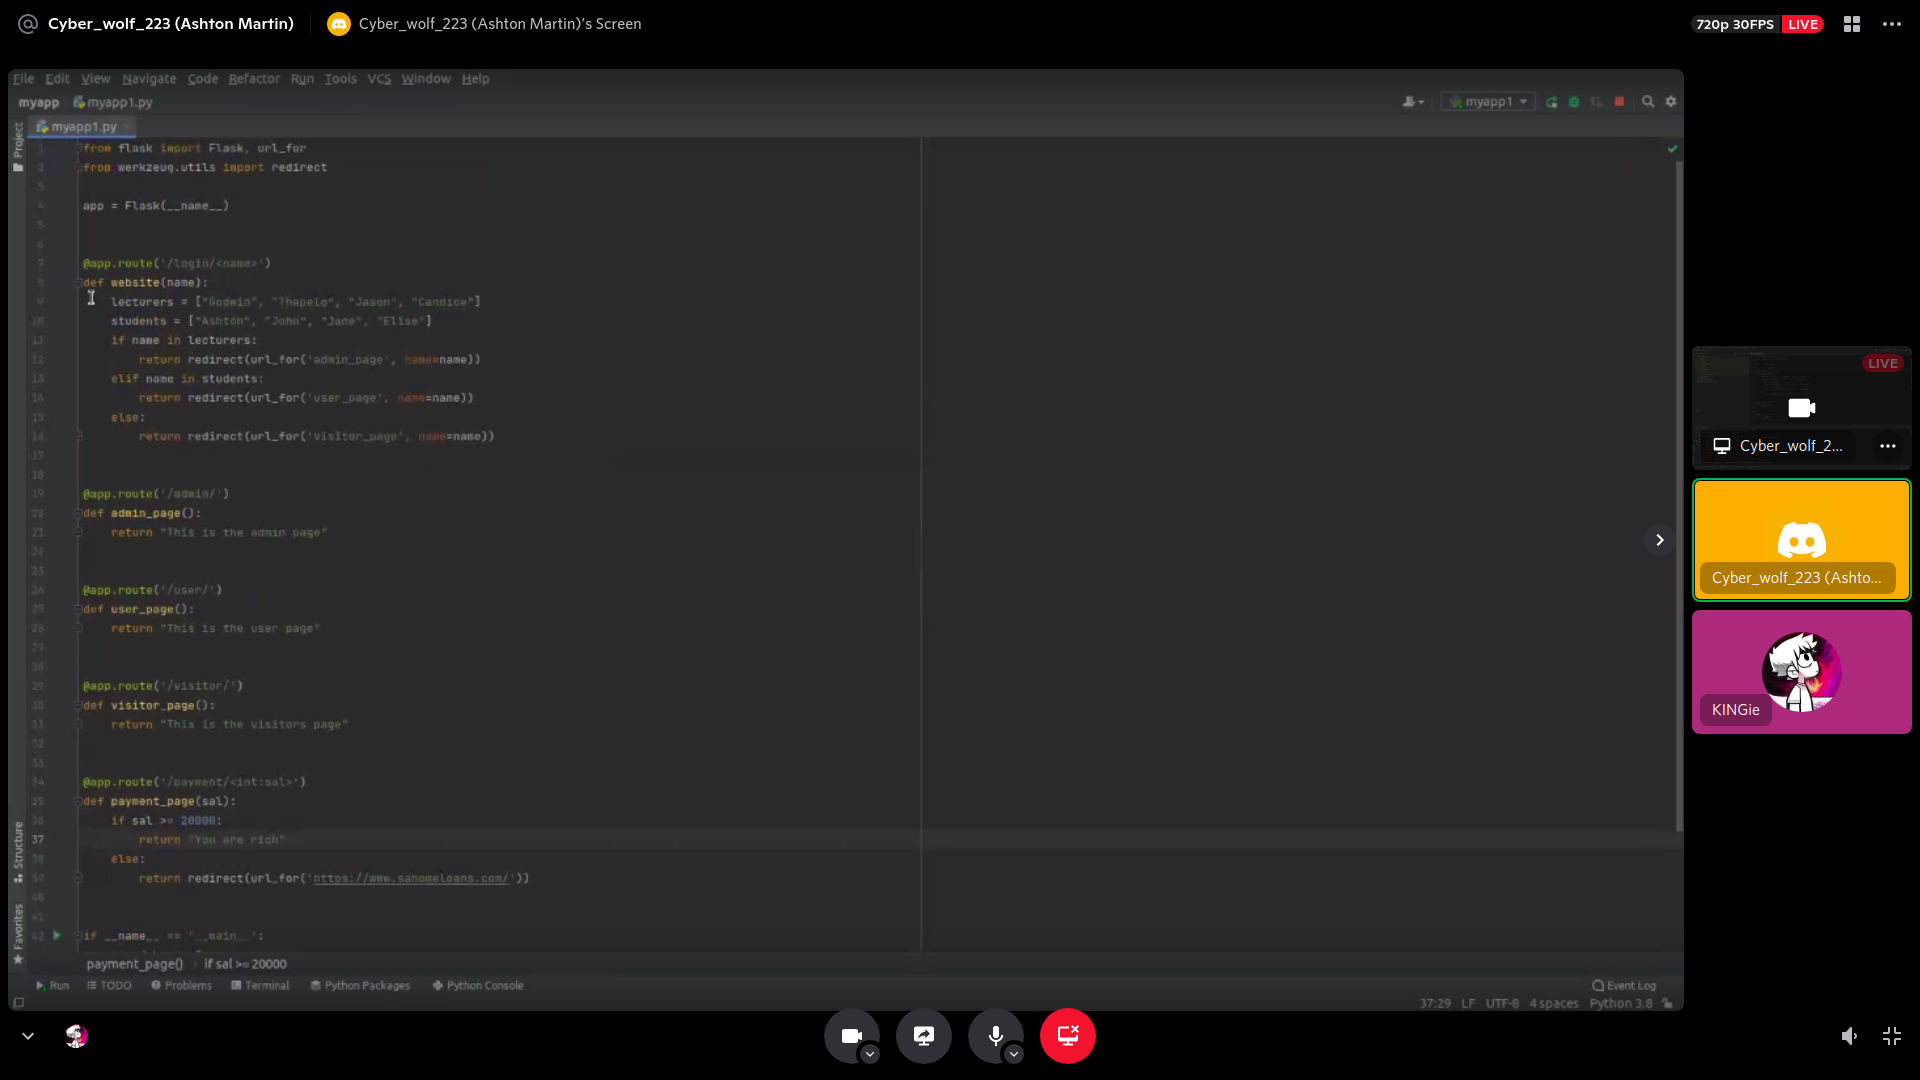 Cyber_wolf_223 (Ashton Martin)
Cyber_wolf_223 (Ashton Martin)'s Screen
720p 30FPS LIVE
File Edit View Navigate Code Refactor Run Tools VCS Window Help
myapp myapp1.py
myapp1
myapp1.py
Project
1 from flask import Flask, url_for
2 from werkzeug.utils import redirect
3
4 app = Flask(__name__)
5
6
7 @app.route('/login/<name>')
8 def website(name):
9 lecturers = ["Godwin", "Thapelo", "Jason", "Candice"]
10 students = ["Ashton", "John", "Jane", "Elise"]
11 if name in lecturers:
12 return redirect(url_for('admin_page', name=name))
13 elif name in students:
14 return redirect(url_for('user_page', name=name))
15 else:
16 return redirect(url_for('visitor_page', name=name))
17
18
19 @app.route('/admin/')
20 def admin_page():
21 return "This is the admin page"
22
23
24 @app.route('/user/')
25 def user_page():
26 return "This is the user page"
27
28
29 @app.route('/visitor/')
30 def visitor_page():
31 return "This is the visitors page"
32
33
34 @app.route('/payment/<int:sal>')
35 def payment_page(sal):
36 if sal >= 20000:
37 return "You are rich"
38 else:
39 return redirect(url_for('https://www.sahomeloans.com/'))
40
41
42 if __name__ == '__main__':
Structure
Favorites
payment_page() if sal >= 20000
Run TODO Problems Terminal Python Packages Python Console Event Log
37:29 LF UTF-8 4 spaces Python 3.8
LIVE
Cyber_wolf_2...
Cyber_wolf_223 (Ashto...
KINGie